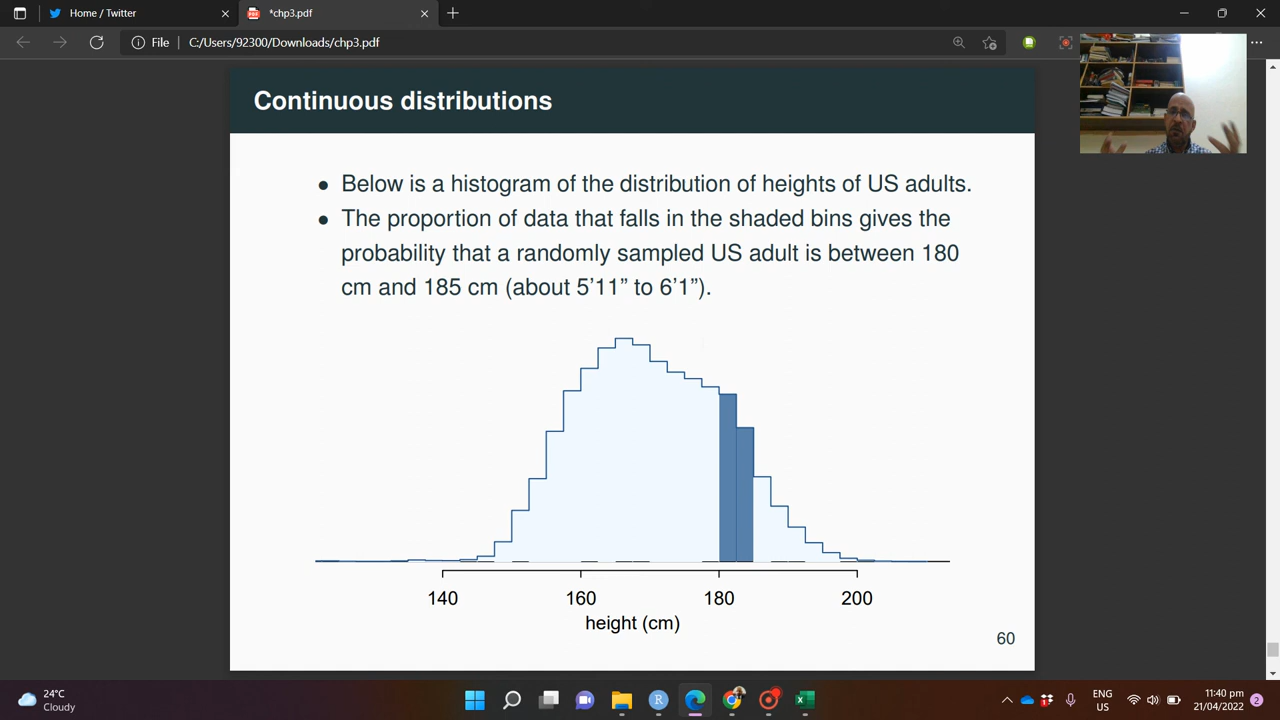 Home / Twitter
*chp3.pdf
File
C:/Users/92300/Downloads/chp3.pdf
Continuous distributions
• Below is a histogram of the distribution of heights of US adults.
• The proportion of data that falls in the shaded bins gives the
probability that a randomly sampled US adult is between 180
cm and 185 cm (about 5’11” to 6’1”).
140 160 180 200
height (cm)
60
24°C
Cloudy
ENG
US
11:40 pm
21/04/2022
2